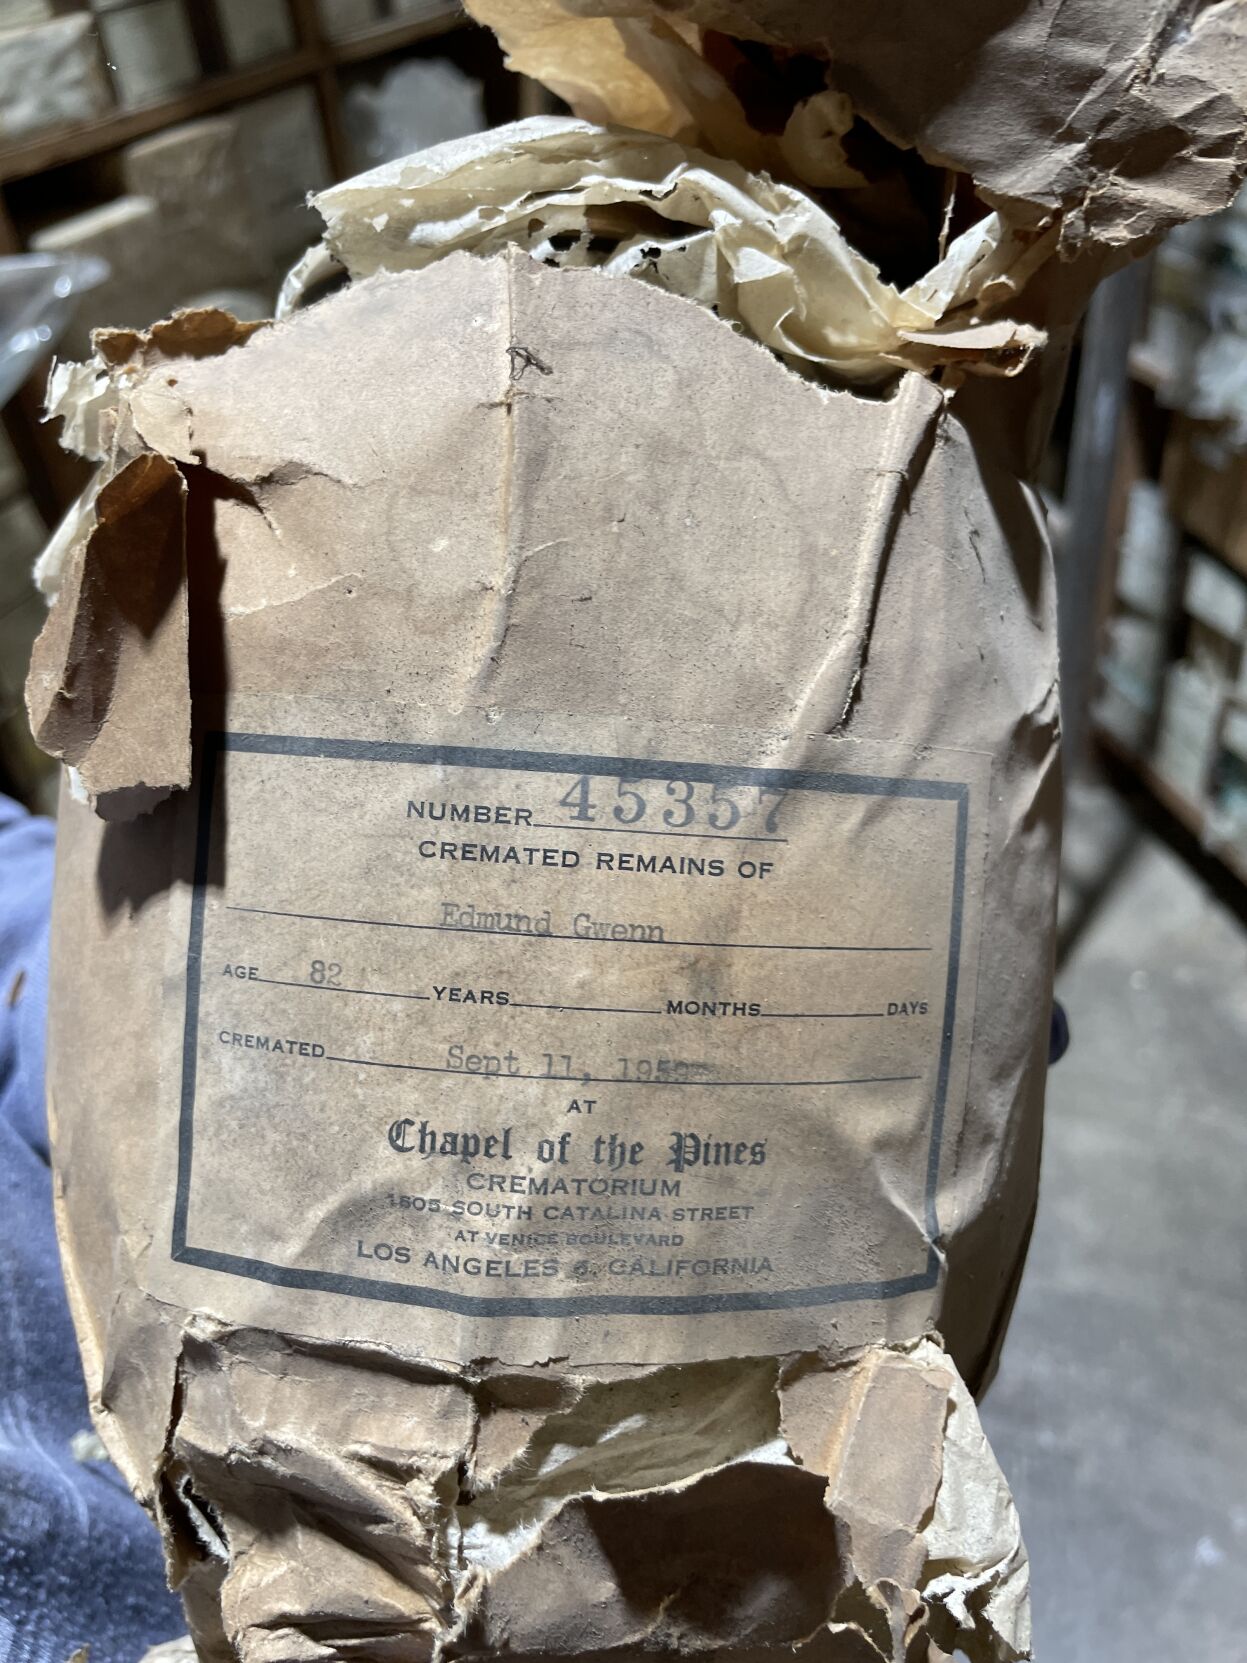 NUMBER 45357
CREMATED REMAINS OF
Edmund Gwenn
AGE 82 YEARS MONTHS DAYS
CREMATED Sept 11, 1959
AT
Chapel of the Pines
CREMATORIUM
1605 SOUTH CATALINA STREET
AT VENICE BOULEVARD
LOS ANGELES 6, CALIFORNIA